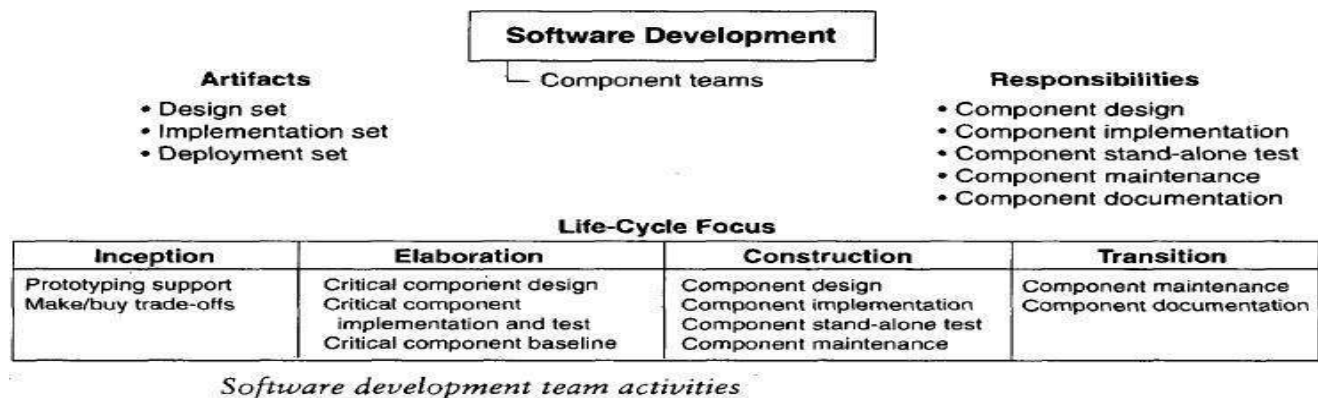 Software Development
Component teams
Artifacts
• Design set
• Implementation set
• Deployment set
Responsibilities
• Component design
• Component implementation
• Component stand-alone test
• Component maintenance
• Component documentation
Life-Cycle Focus
Inception
Prototyping support
Make/buy trade-offs
Elaboration
Critical component design
Critical component
implementation and test
Critical component baseline
Construction
Component design
Component implementation
Component stand-alone test
Component maintenance
Transition
Component maintenance
Component documentation
Software development team activities